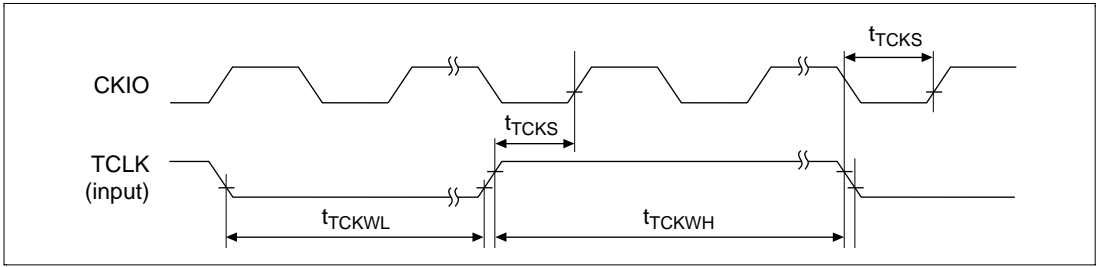 tTCKS
CKIO
tTCKS
TCLK
(input)
tTCKWL
tTCKWH